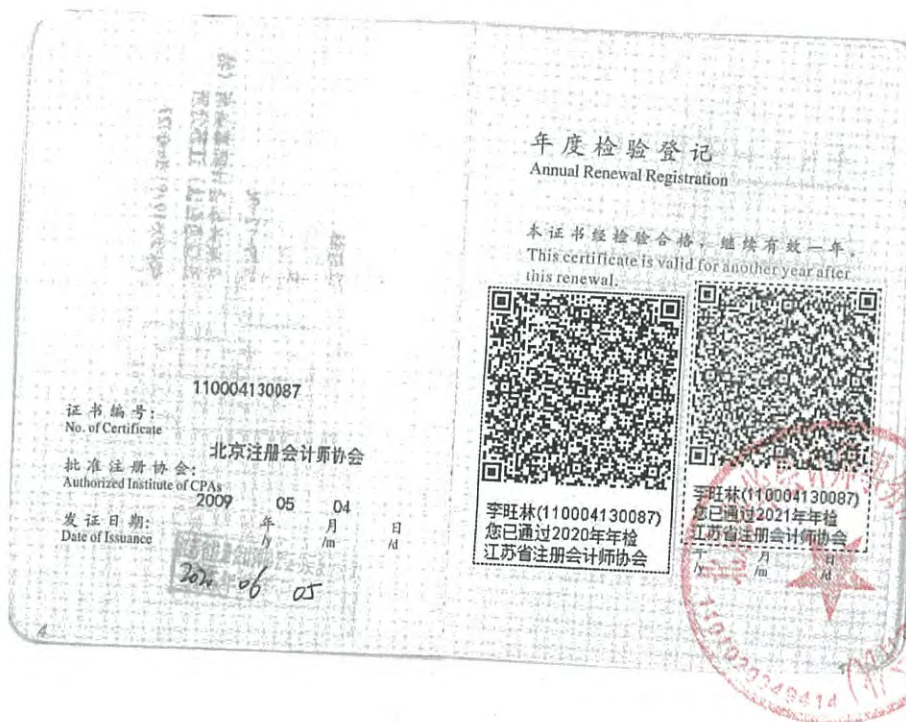 110004130087
证书编号:
No. of Certificate
北京注册会计师协会
批准注册协会:
Authorized Institute of CPAs
2009 05 04
发证日期: 年 月 日
Date of Issuance /y /m /d
06 05
年度检验登记
Annual Renewal Registration
本证书经检验合格，继续有效一年。
This certificate is valid for another year after
this renewal.
李旺林(110004130087)
您已通过2020年年检
江苏省注册会计师协会
李旺林(110004130087)
您已通过2021年年检
江苏省注册会计师协会
年 月 日
/y /m /d